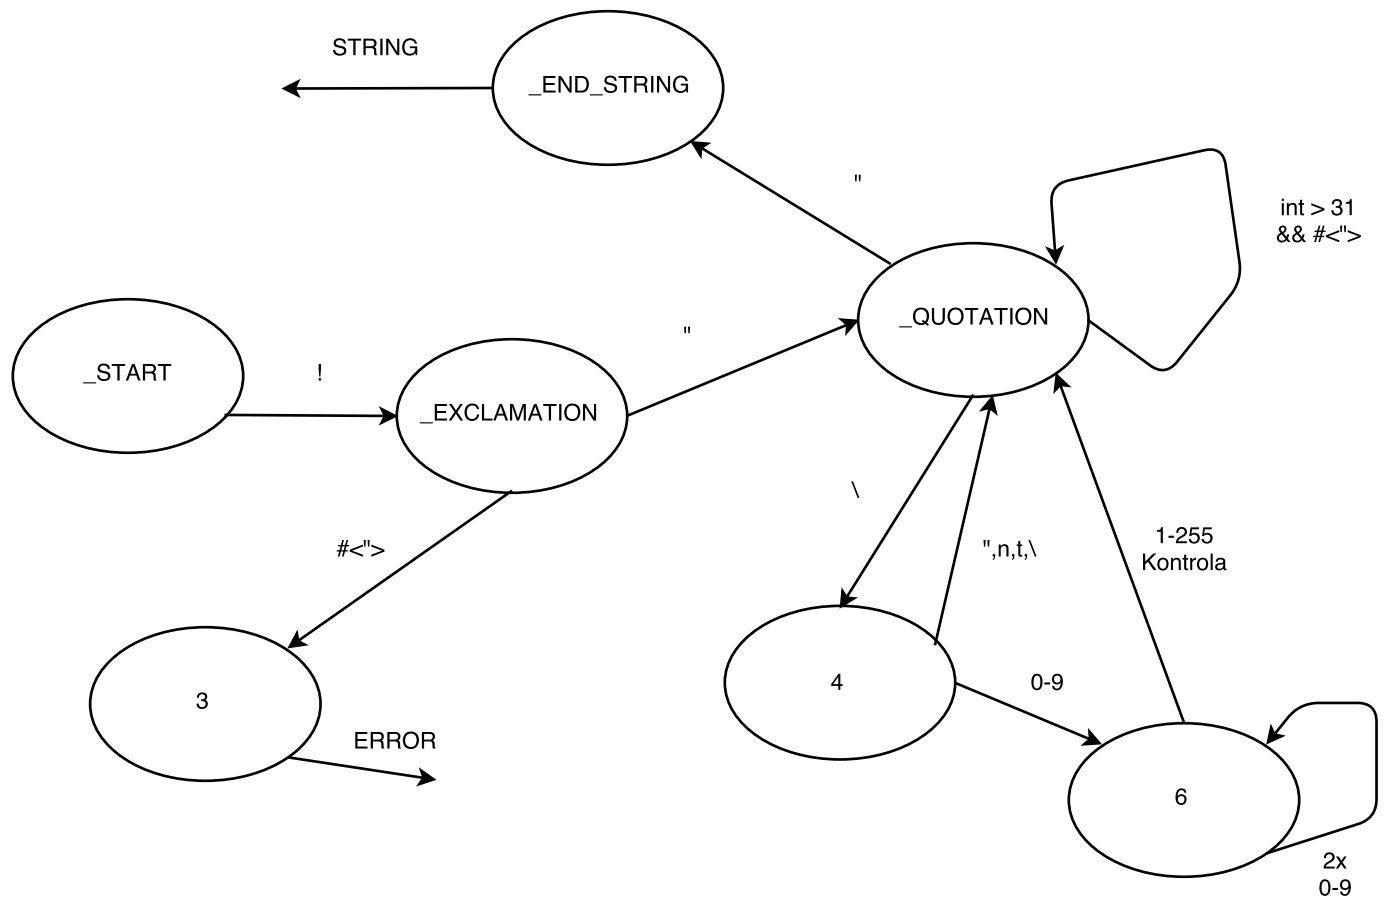 STRING
_END_STRING
"
int > 31
&& #<">
_QUOTATION
"
_START
!
_EXCLAMATION
\
#<">
",n,t,\
1-255
Kontrola
4
0-9
3
ERROR
6
2x
0-9